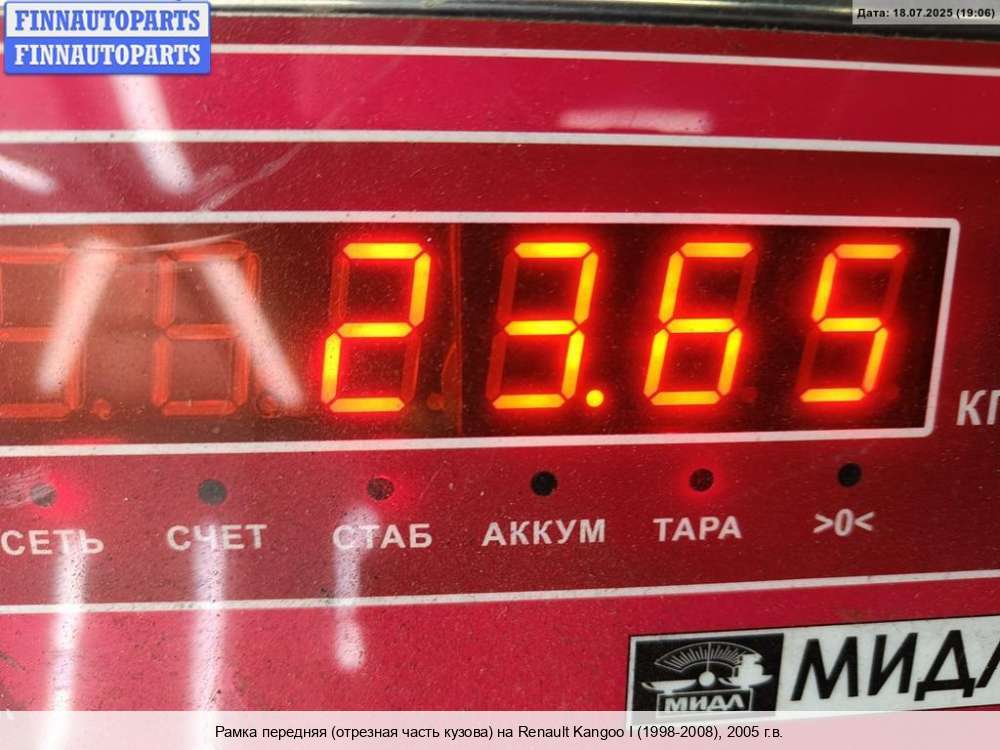 FINNAUTOPARTS
FINNAUTOPARTS
Дата: 18.07.2025 (19:06)
23.65
СЕТЬ СЧЕТ СТАБ АККУМ ТАРА >0<
МИДЛ
Рамка передняя (отрезная часть кузова) на Renault Kangoo I (1998-2008), 2005 г.в.